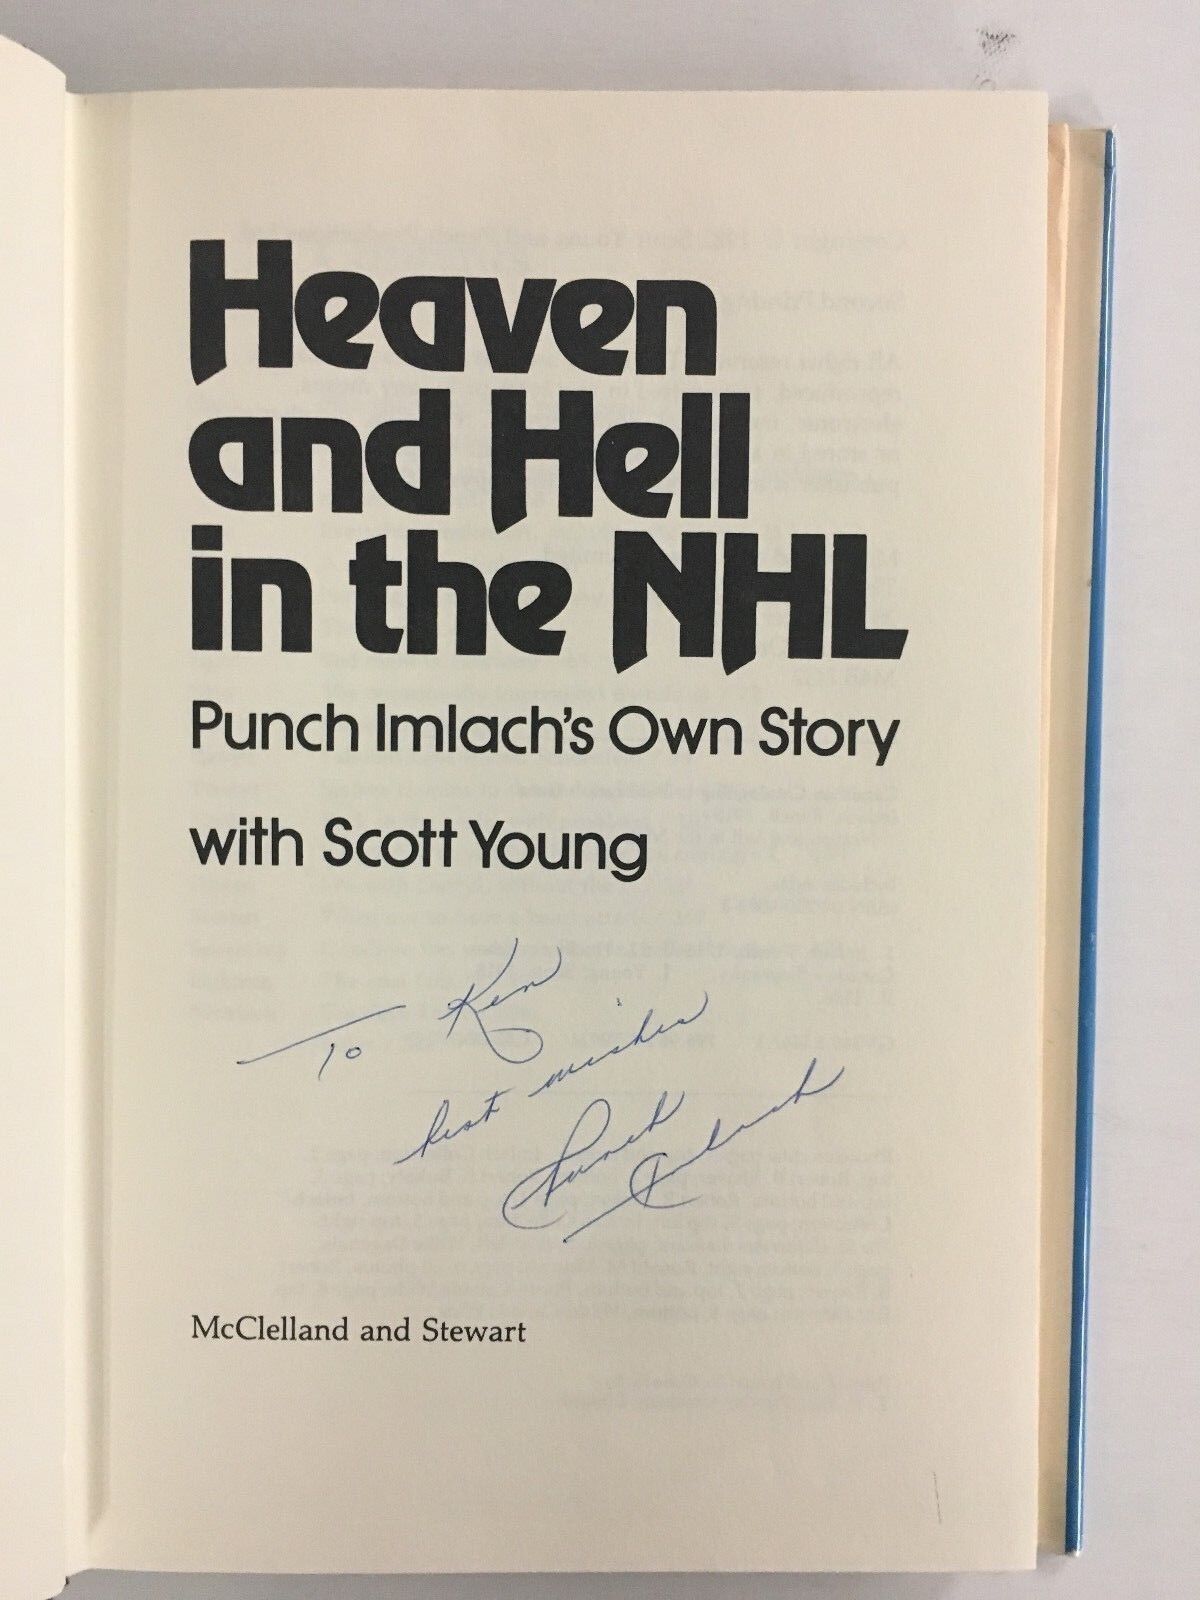 Heaven
and Hell
in the NHL
Punch Imlach's Own Story
with Scott Young
To Ken
best wishes
Punch
Imlach
McClelland and Stewart